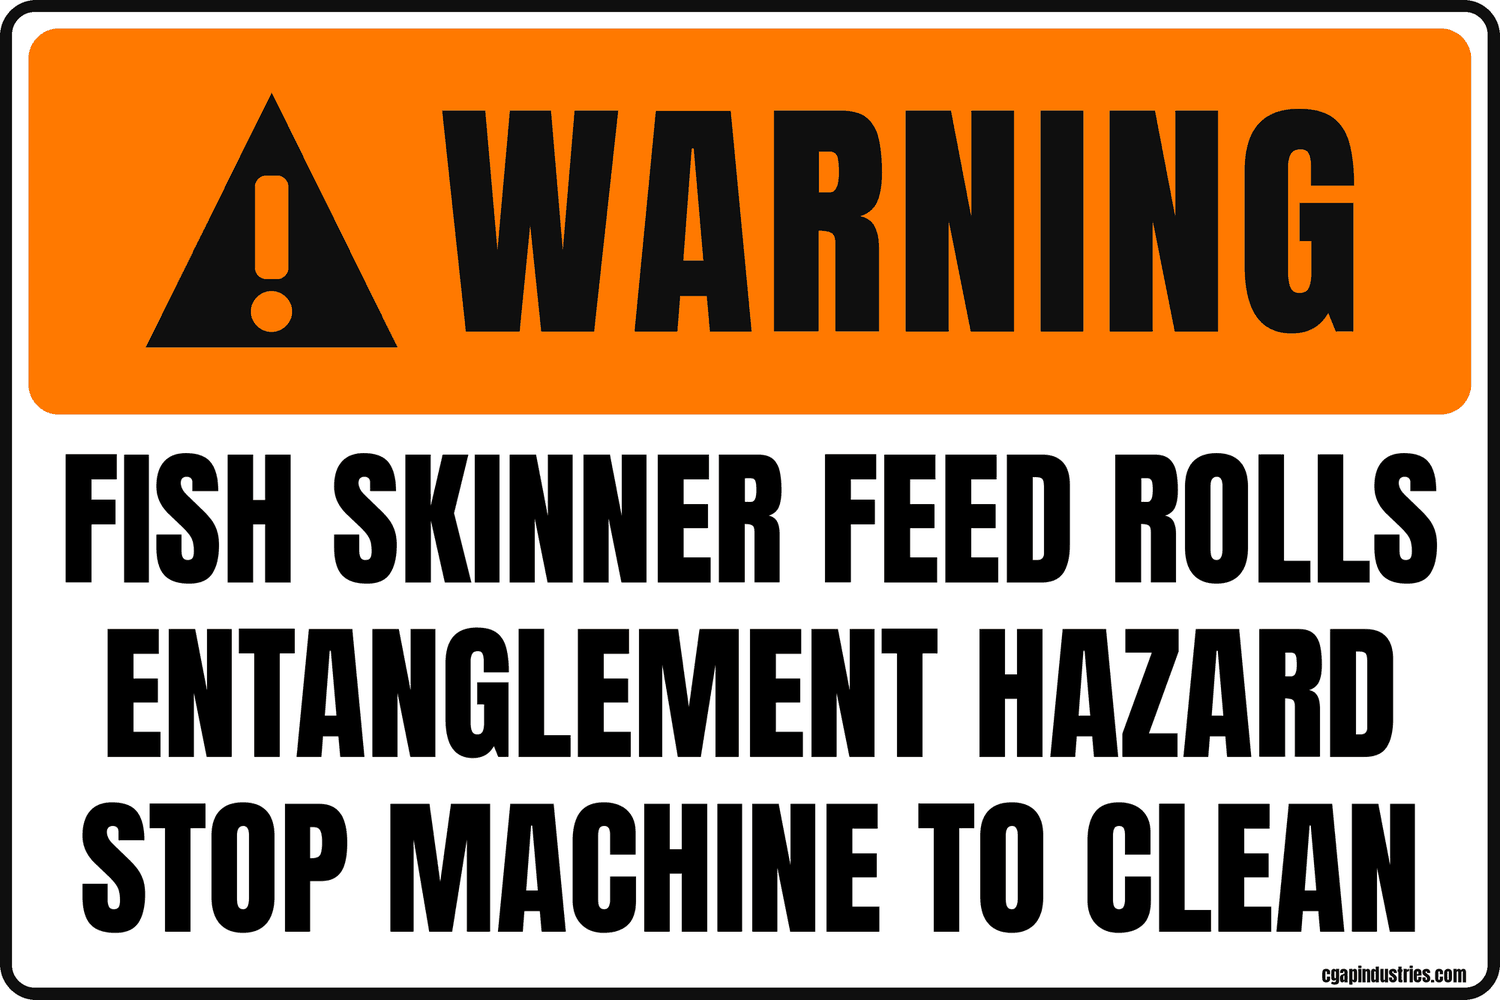 WARNING
FISH SKINNER FEED ROLLS
ENTANGLEMENT HAZARD
STOP MACHINE TO CLEAN
cgapindustries.com